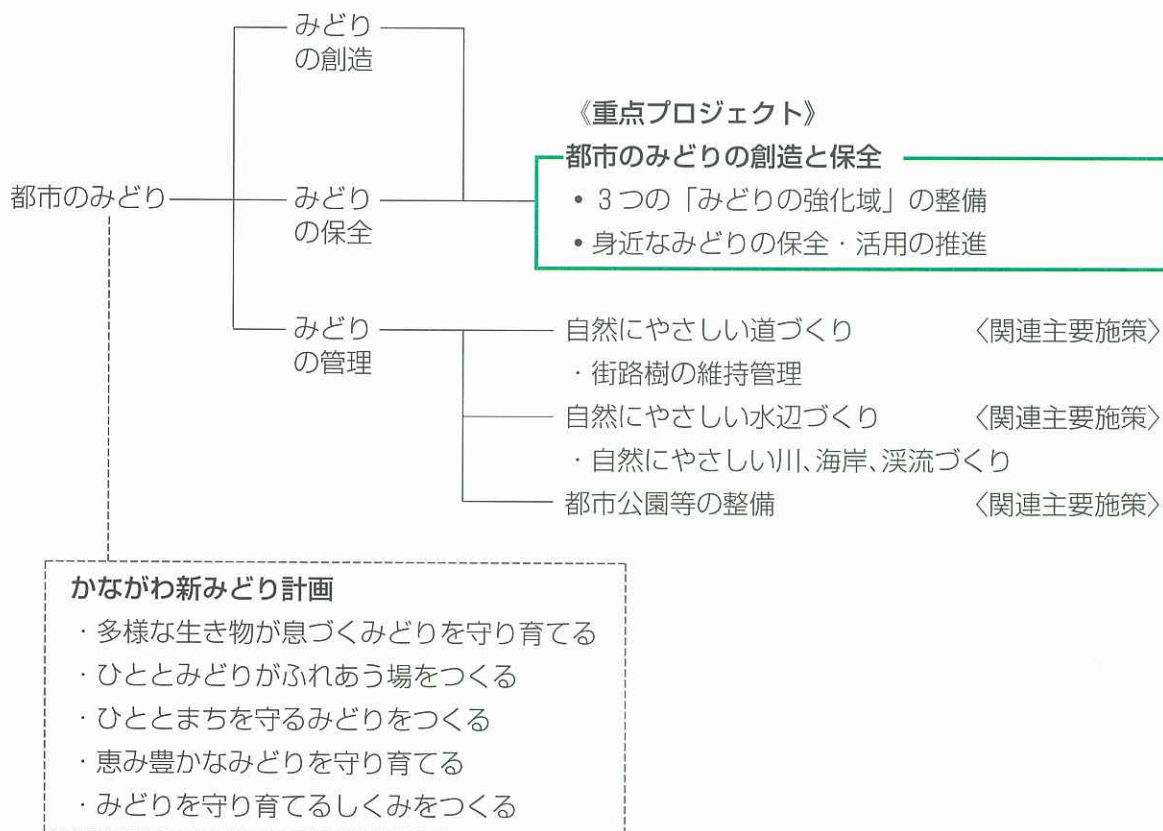 みどり
の創造
《重点プロジェクト》
都市のみどりの創造と保全
都市のみどり
みどり
の保全
• 3つの「みどりの強化域」の整備
• 身近なみどりの保全・活用の推進
みどり
の管理
自然にやさしい道づくり 〈関連主要施策〉
・街路樹の維持管理
自然にやさしい水辺づくり 〈関連主要施策〉
・自然にやさしい川、海岸、渓流づくり
都市公園等の整備 〈関連主要施策〉
かながわ新みどり計画
・多様な生き物が息づくみどりを守り育てる
・ひととみどりがふれあう場をつくる
・ひととまちを守るみどりをつくる
・恵み豊かなみどりを守り育てる
・みどりを守り育てるしくみをつくる